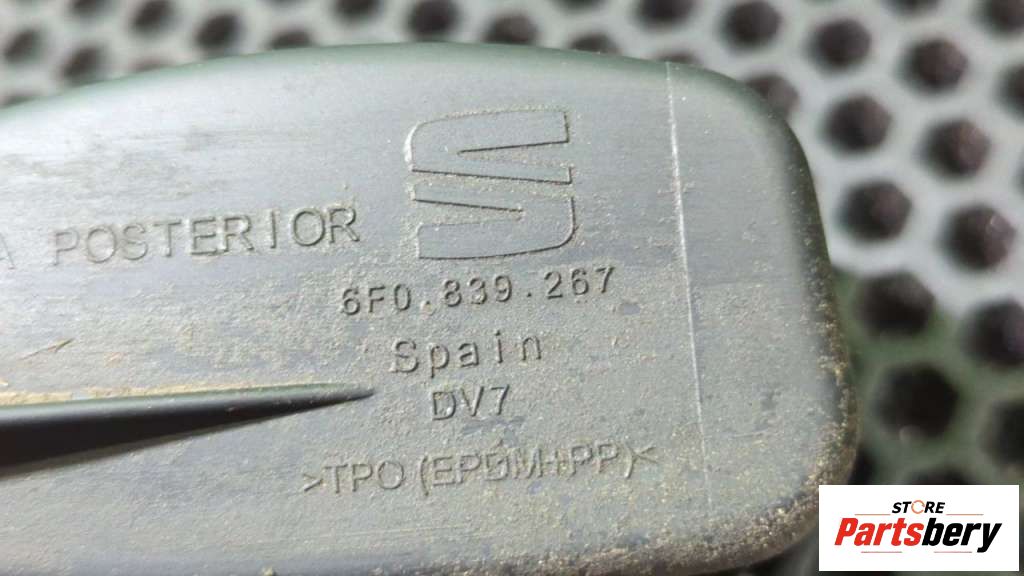 A POSTERIOR
6F0.839.267
Spain
DV7
>TPO (EPDM+PP)<
STORE
Partsbery